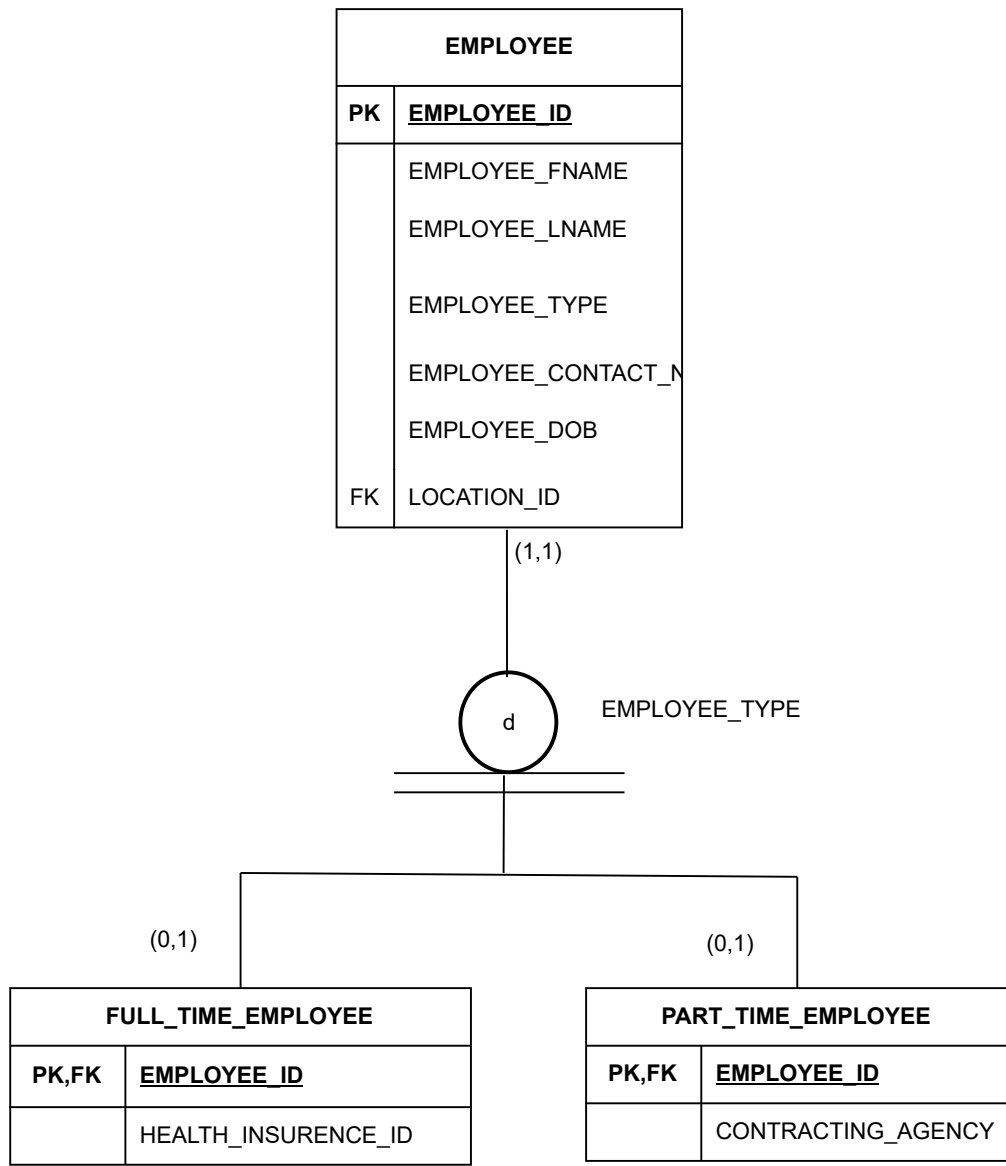 EMPLOYEE
PK EMPLOYEE_ID
EMPLOYEE_FNAME
EMPLOYEE_LNAME
EMPLOYEE_TYPE
EMPLOYEE_CONTACT_N
EMPLOYEE_DOB
FK LOCATION_ID
(1,1)
d EMPLOYEE_TYPE
(0,1) (0,1)
FULL_TIME_EMPLOYEE
PK,FK EMPLOYEE_ID
HEALTH_INSURENCE_ID
PART_TIME_EMPLOYEE
PK,FK EMPLOYEE_ID
CONTRACTING_AGENCY